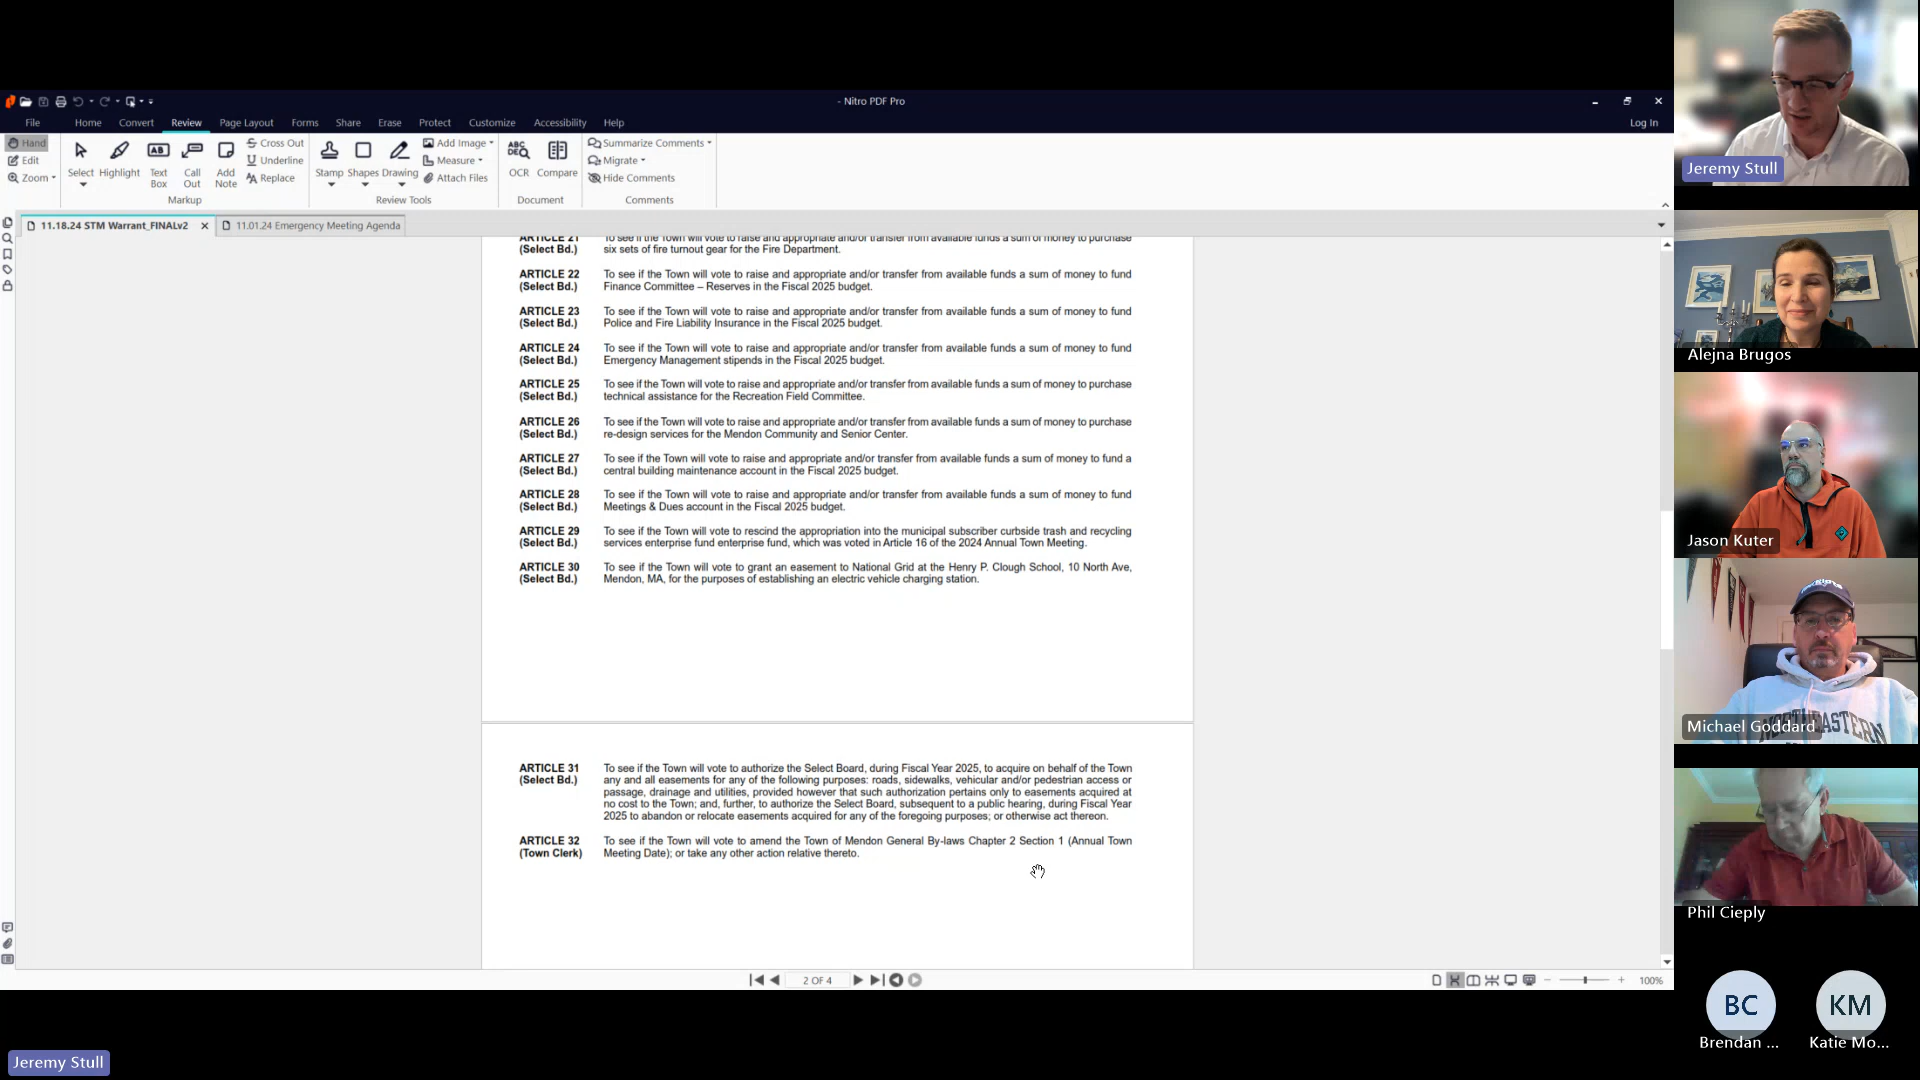 - Nitro PDF Pro
File Home Convert Review Page Layout Forms Share Erase Protect Customize Accessibility Help Log In
Hand
Edit
Zoom
Select
Highlight
Text Box
Call Out
Add Note
Cross Out
Underline
Replace
Markup
Stamp
Shapes
Drawing
Add Image
Measure
Attach Files
Review Tools
OCR
Compare
Document
Summarize Comments
Migrate
Hide Comments
Comments
11.18.24 STM Warrant_FINALv2
11.01.24 Emergency Meeting Agenda
ARTICLE 21 To see if the Town will vote to raise and appropriate and/or transfer from available funds a sum of money to purchase
(Select Bd.) six sets of fire turnout gear for the Fire Department.
ARTICLE 22 To see if the Town will vote to raise and appropriate and/or transfer from available funds a sum of money to fund
(Select Bd.) Finance Committee – Reserves in the Fiscal 2025 budget.
ARTICLE 23 To see if the Town will vote to raise and appropriate and/or transfer from available funds a sum of money to fund
(Select Bd.) Police and Fire Liability Insurance in the Fiscal 2025 budget.
ARTICLE 24 To see if the Town will vote to raise and appropriate and/or transfer from available funds a sum of money to fund
(Select Bd.) Emergency Management stipends in the Fiscal 2025 budget.
ARTICLE 25 To see if the Town will vote to raise and appropriate and/or transfer from available funds a sum of money to purchase
(Select Bd.) technical assistance for the Recreation Field Committee.
ARTICLE 26 To see if the Town will vote to raise and appropriate and/or transfer from available funds a sum of money to purchase
(Select Bd.) re-design services for the Mendon Community and Senior Center.
ARTICLE 27 To see if the Town will vote to raise and appropriate and/or transfer from available funds a sum of money to fund a
(Select Bd.) central building maintenance account in the Fiscal 2025 budget.
ARTICLE 28 To see if the Town will vote to raise and appropriate and/or transfer from available funds a sum of money to fund
(Select Bd.) Meetings & Dues account in the Fiscal 2025 budget.
ARTICLE 29 To see if the Town will vote to rescind the appropriation into the municipal subscriber curbside trash and recycling
(Select Bd.) services enterprise fund enterprise fund, which was voted in Article 16 of the 2024 Annual Town Meeting.
ARTICLE 30 To see if the Town will vote to grant an easement to National Grid at the Henry P. Clough School, 10 North Ave,
(Select Bd.) Mendon, MA, for the purposes of establishing an electric vehicle charging station.
ARTICLE 31 To see if the Town will vote to authorize the Select Board, during Fiscal Year 2025, to acquire on behalf of the Town
(Select Bd.) any and all easements for any of the following purposes: roads, sidewalks, vehicular and/or pedestrian access or
passage, drainage and utilities, provided however that such authorization pertains only to easements acquired at
no cost to the Town; and, further, to authorize the Select Board, subsequent to a public hearing, during Fiscal Year
2025 to abandon or relocate easements acquired for any of the foregoing purposes; or otherwise act thereon.
ARTICLE 32 To see if the Town will vote to amend the Town of Mendon General By-laws Chapter 2 Section 1 (Annual Town
(Town Clerk) Meeting Date); or take any other action relative thereto.
2 OF 4
100%
Jeremy Stull
Alejna Brugos
Jason Kuter
NORTHEASTERN
Michael Goddard
Phil Cieply
BC
KM
Brendan ...
Katie Mo...
Jeremy Stull